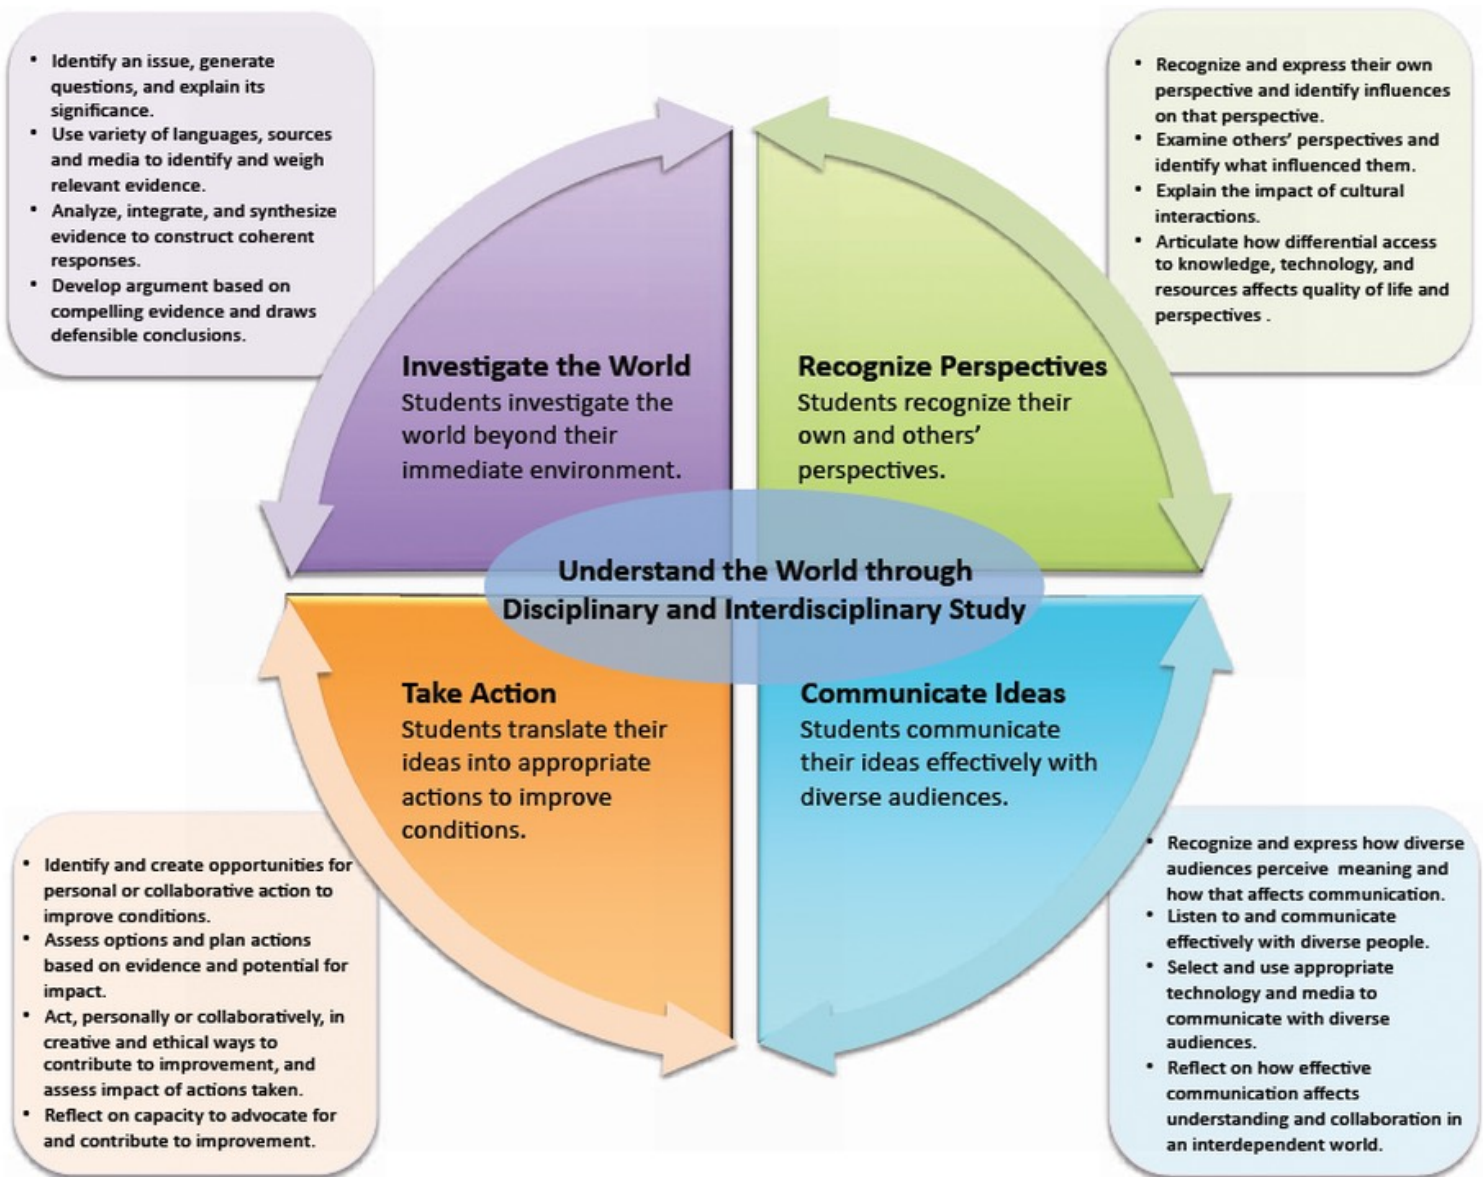 • Identify an issue, generate
questions, and explain its
significance.
• Use variety of languages, sources
and media to identify and weigh
relevant evidence.
• Analyze, integrate, and synthesize
evidence to construct coherent
responses.
• Develop argument based on
compelling evidence and draws
defensible conclusions.
• Recognize and express their own
perspective and identify influences
on that perspective.
• Examine others’ perspectives and
identify what influenced them.
• Explain the impact of cultural
interactions.
• Articulate how differential access
to knowledge, technology, and
resources affects quality of life and
perspectives .
Investigate the World
Students investigate the
world beyond their
immediate environment.
Recognize Perspectives
Students recognize their
own and others’
perspectives.
Understand the World through
Disciplinary and Interdisciplinary Study
Take Action
Students translate their
ideas into appropriate
actions to improve
conditions.
Communicate Ideas
Students communicate
their ideas effectively with
diverse audiences.
• Identify and create opportunities for
personal or collaborative action to
improve conditions.
• Assess options and plan actions
based on evidence and potential for
impact.
• Act, personally or collaboratively, in
creative and ethical ways to
contribute to improvement, and
assess impact of actions taken.
• Reflect on capacity to advocate for
and contribute to improvement.
• Recognize and express how diverse
audiences perceive meaning and
how that affects communication.
• Listen to and communicate
effectively with diverse people.
• Select and use appropriate
technology and media to
communicate with diverse
audiences.
• Reflect on how effective
communication affects
understanding and collaboration in
an interdependent world.